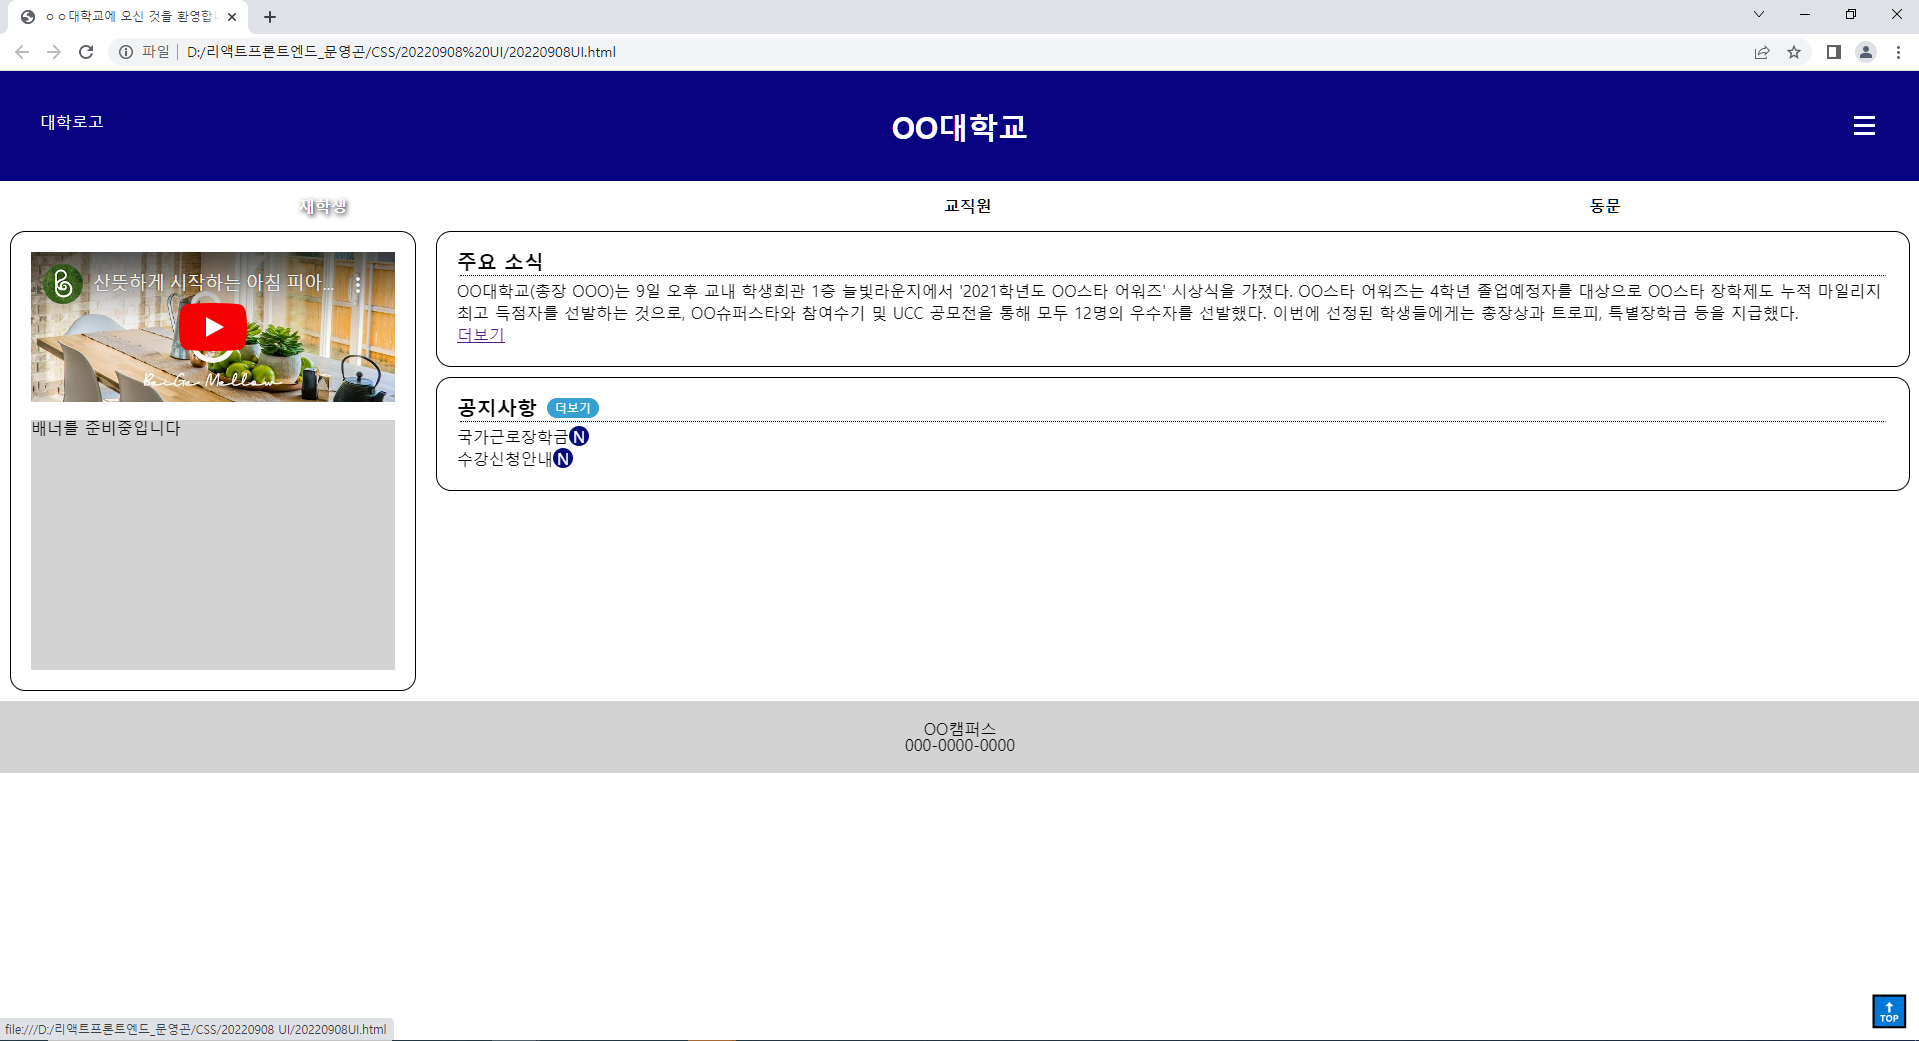 ㅇㅇ대학교에 오신 것을 환영합니
파일 | D:/리액트프론트엔드_문영곤/CSS/20220908%20UI/20220908UI.html
대학로고
OO대학교
재학생
교직원
동문
산뜻하게 시작하는 아침 피아...
BeiGe Mellow
배너를 준비중입니다
주요 소식
OO대학교(총장 OOO)는 9일 오후 교내 학생회관 1층 늘빛라운지에서 '2021학년도 OO스타 어워즈' 시상식을 가졌다. OO스타 어워즈는 4학년 졸업예정자를 대상으로 OO스타 장학제도 누적 마일리지
최고 득점자를 선발하는 것으로, OO슈퍼스타와 참여수기 및 UCC 공모전을 통해 모두 12명의 우수자를 선발했다. 이번에 선정된 학생들에게는 총장상과 트로피, 특별장학금 등을 지급했다.
더보기
공지사항 더보기
국가근로장학금N
수강신청안내N
OO캠퍼스
000-0000-0000
TOP
file:///D:/리액트프론트엔드_문영곤/CSS/20220908 UI/20220908UI.html